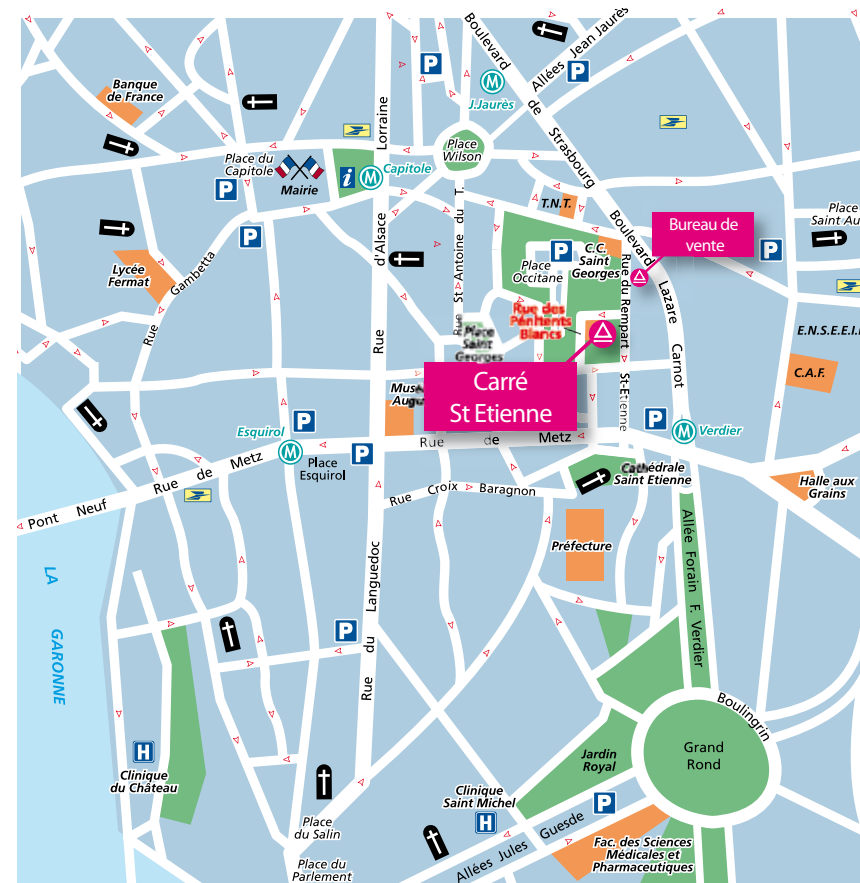 Boulevard
de
Strasbourg
Allées Jean Jaurès
P
P
M
J.Jaurès
Banque
de France
Lorraine
Place
Wilson
Place du
Capitole
Mairie
i
M
Capitole
P
T.N.T.
Boulevard
Bureau de
vente
Place
Saint Au
P
P
d'Alsace
Rue St Antoine du T.
P
C.C.
Saint
Georges
Place
Occitane
Rue du Rempart
St-Etienne
Lycée
Fermat
Rue
Gambetta
Lazare
Carnot
Rue des
Pénitents
Blancs
Place
Saint
Georges
Rue
E.N.S.E.E.I.
C.A.F.
Carré
St Etienne
Mus
Aug
P
P
Esquirol
M
M
Verdier
Place
Esquirol
P
Rue de Metz
Pont Neuf
Rue de Metz
Rue Croix Baragnon
Cathédrale
Saint Etienne
Halle aux
Grains
Préfecture
Allée Forain F. Verdier
LA
GARONNE
P
Rue du Languedoc
Boulingrin
Grand
Rond
Jardin
Royal
H
Clinique
du Château
Clinique
Saint Michel
H
P
Place
du Salin
Allées Jules Guesde
Fac. des Sciences
Médicales et
Pharmaceutiques
Place du
Parlement